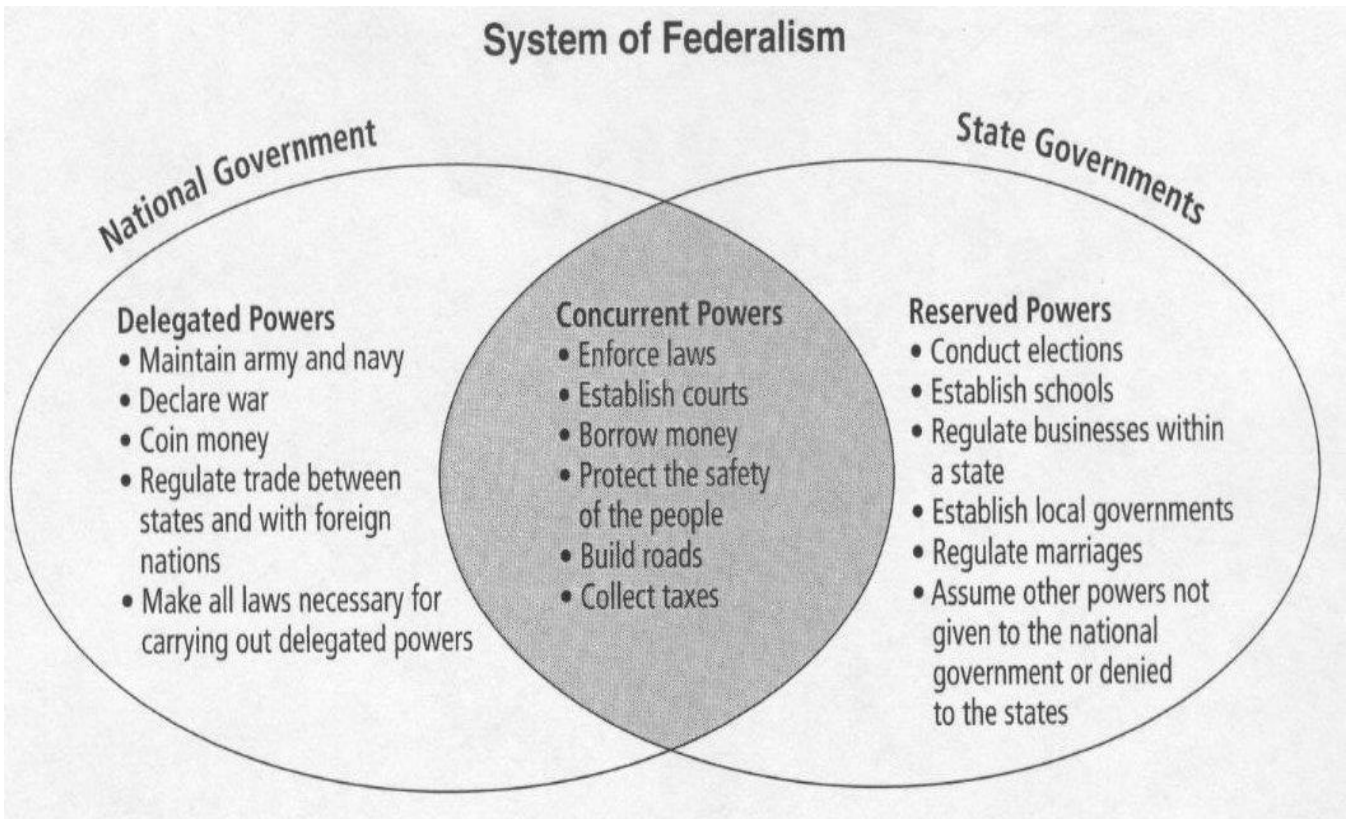 System of Federalism
National Government
State Governments
Delegated Powers
• Maintain army and navy
• Declare war
• Coin money
• Regulate trade between
states and with foreign
nations
• Make all laws necessary for
carrying out delegated powers
Concurrent Powers
• Enforce laws
• Establish courts
• Borrow money
• Protect the safety
of the people
• Build roads
• Collect taxes
Reserved Powers
• Conduct elections
• Establish schools
• Regulate businesses within
a state
• Establish local governments
• Regulate marriages
• Assume other powers not
given to the national
government or denied
to the states